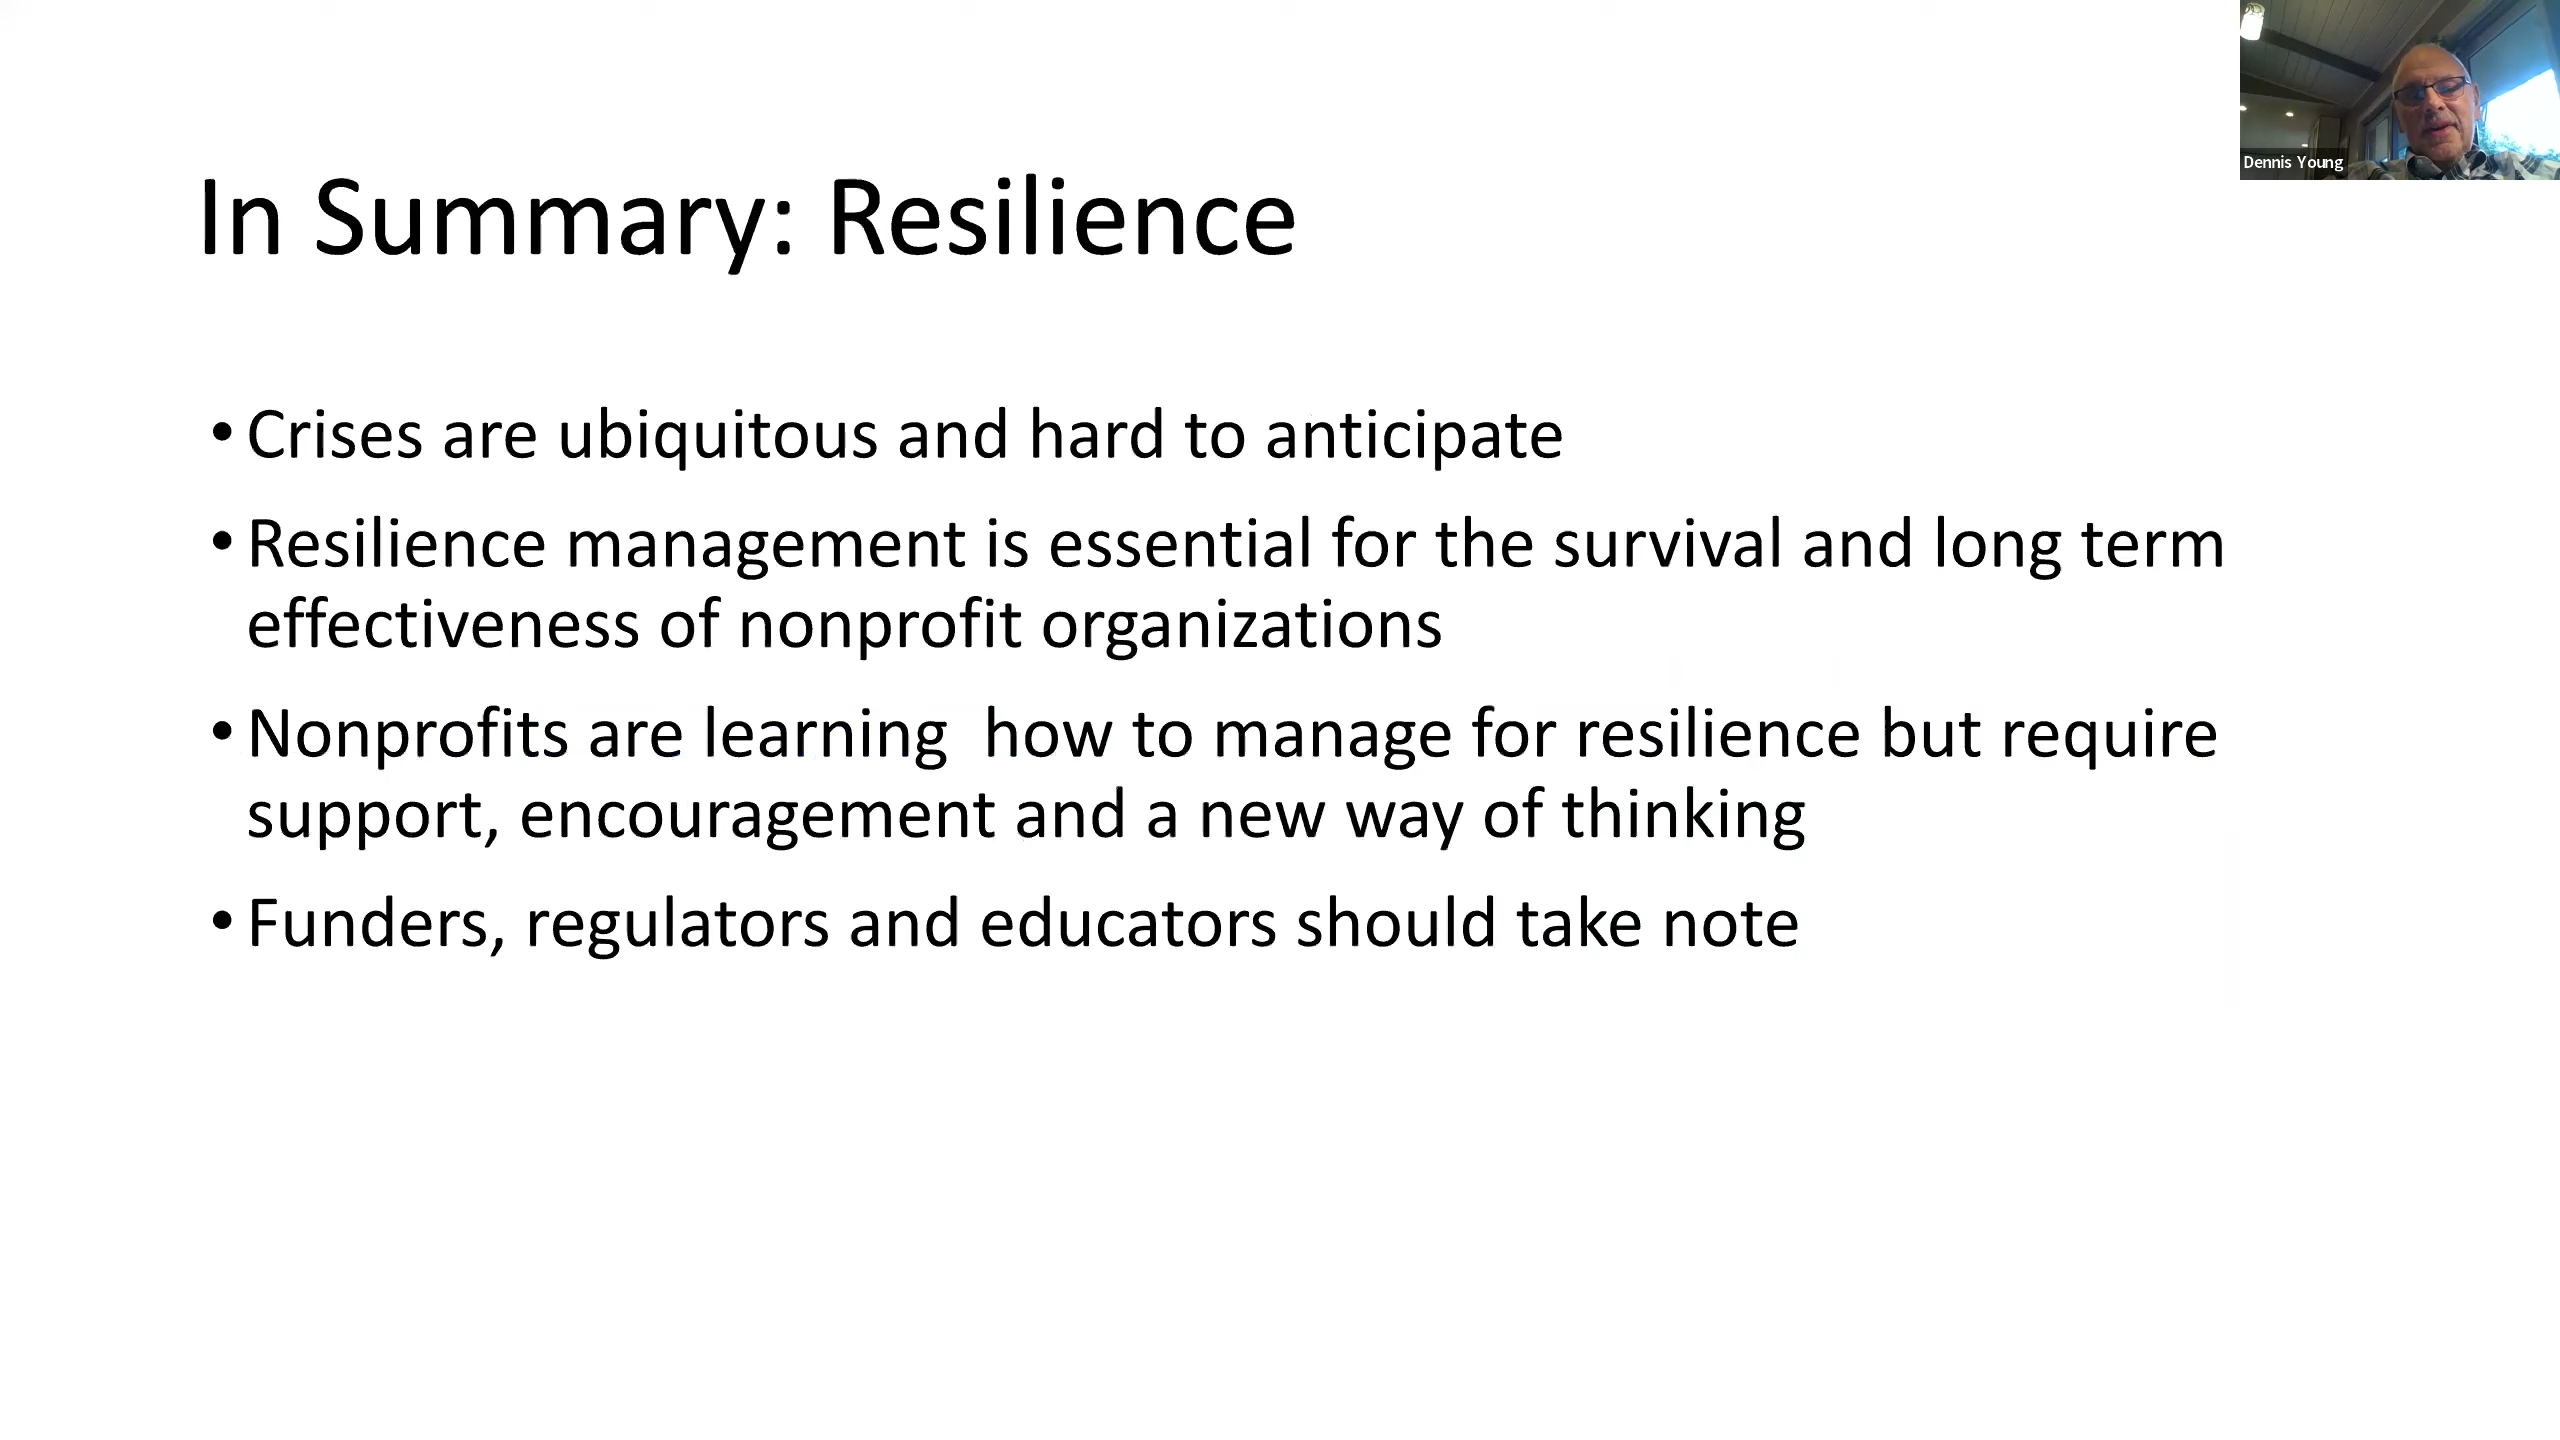 Dennis Young
In Summary: Resilience
• Crises are ubiquitous and hard to anticipate
• Resilience management is essential for the survival and long term
effectiveness of nonprofit organizations
• Nonprofits are learning  how to manage for resilience but require
support, encouragement and a new way of thinking
• Funders, regulators and educators should take note